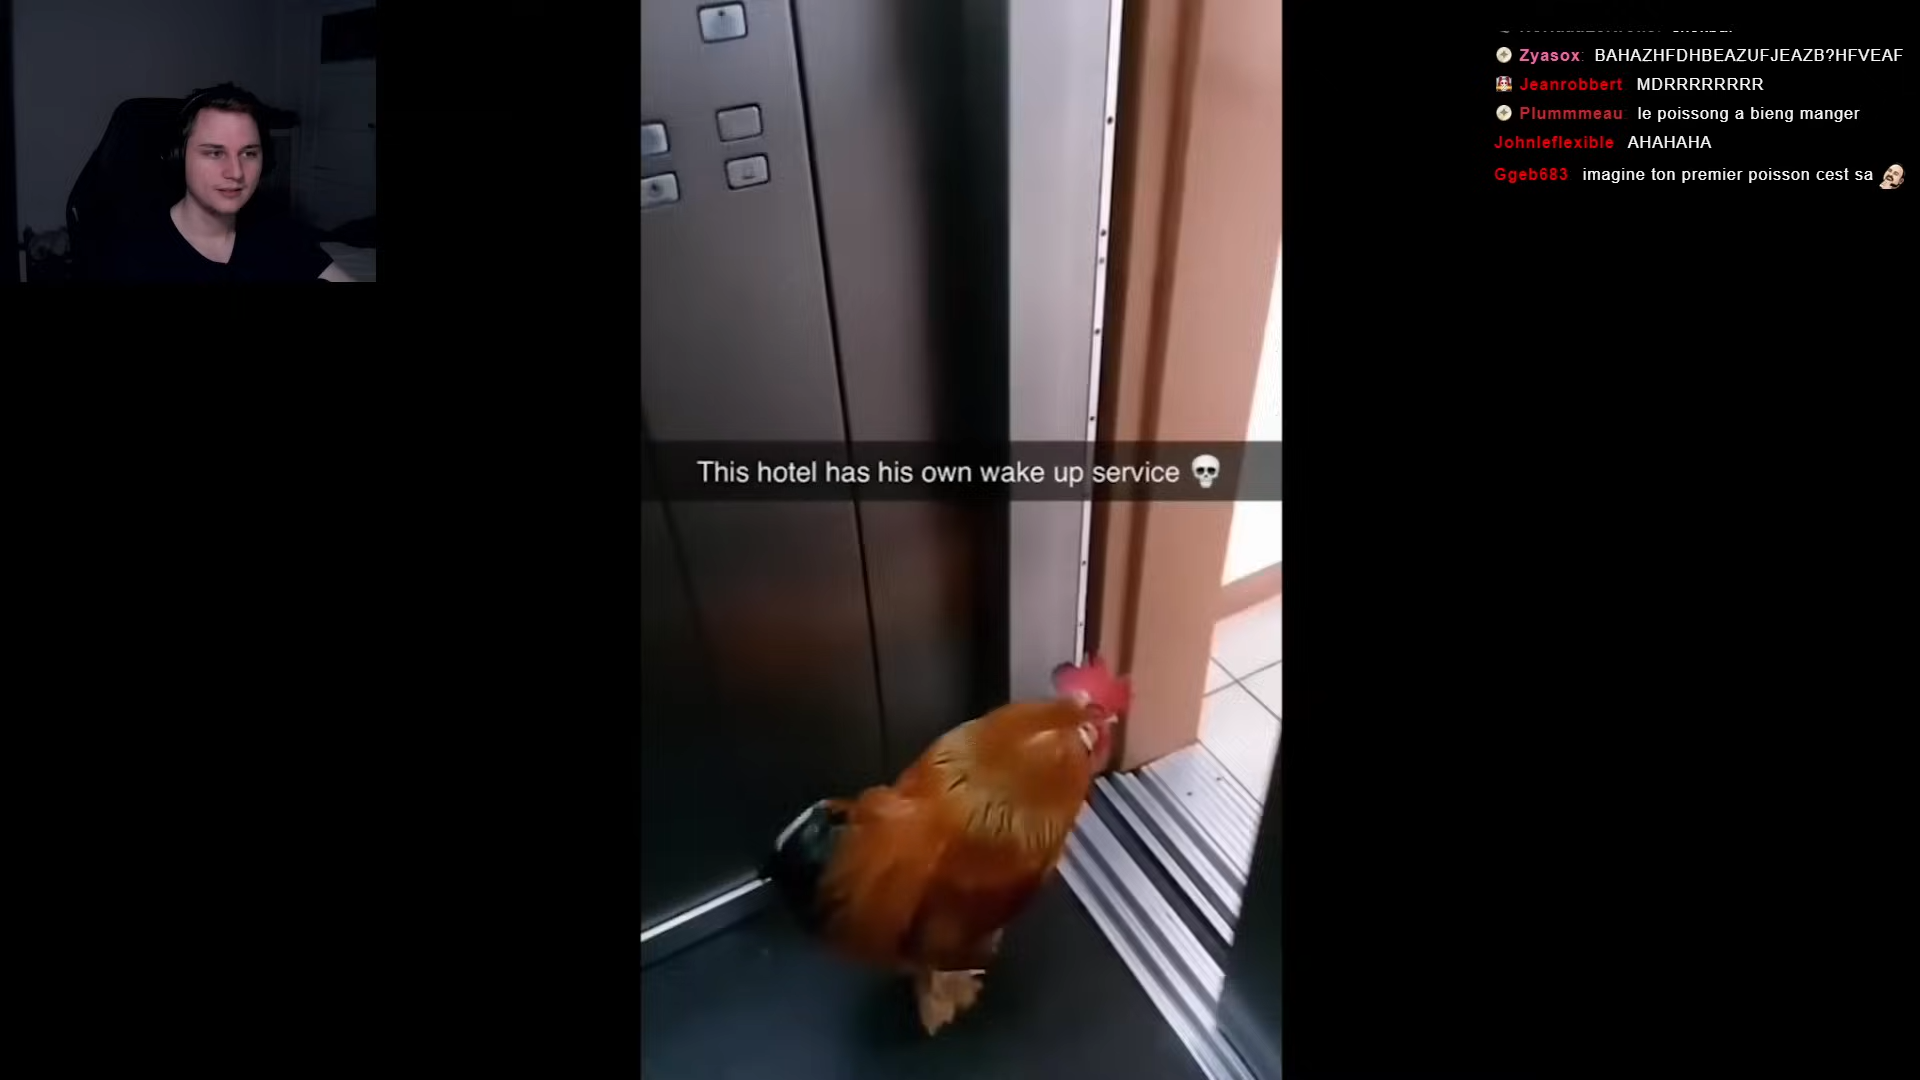 Zyasox: BAHAZHFDHBEAZUFJEAZB?HFVEAF
Jeanrobbert MDRRRRRRRR
Plummmeau le poissong a bieng manger
Johnleflexible AHAHAHA
Ggeb683 imagine ton premier poisson cest sa
This hotel has his own wake up service 💀